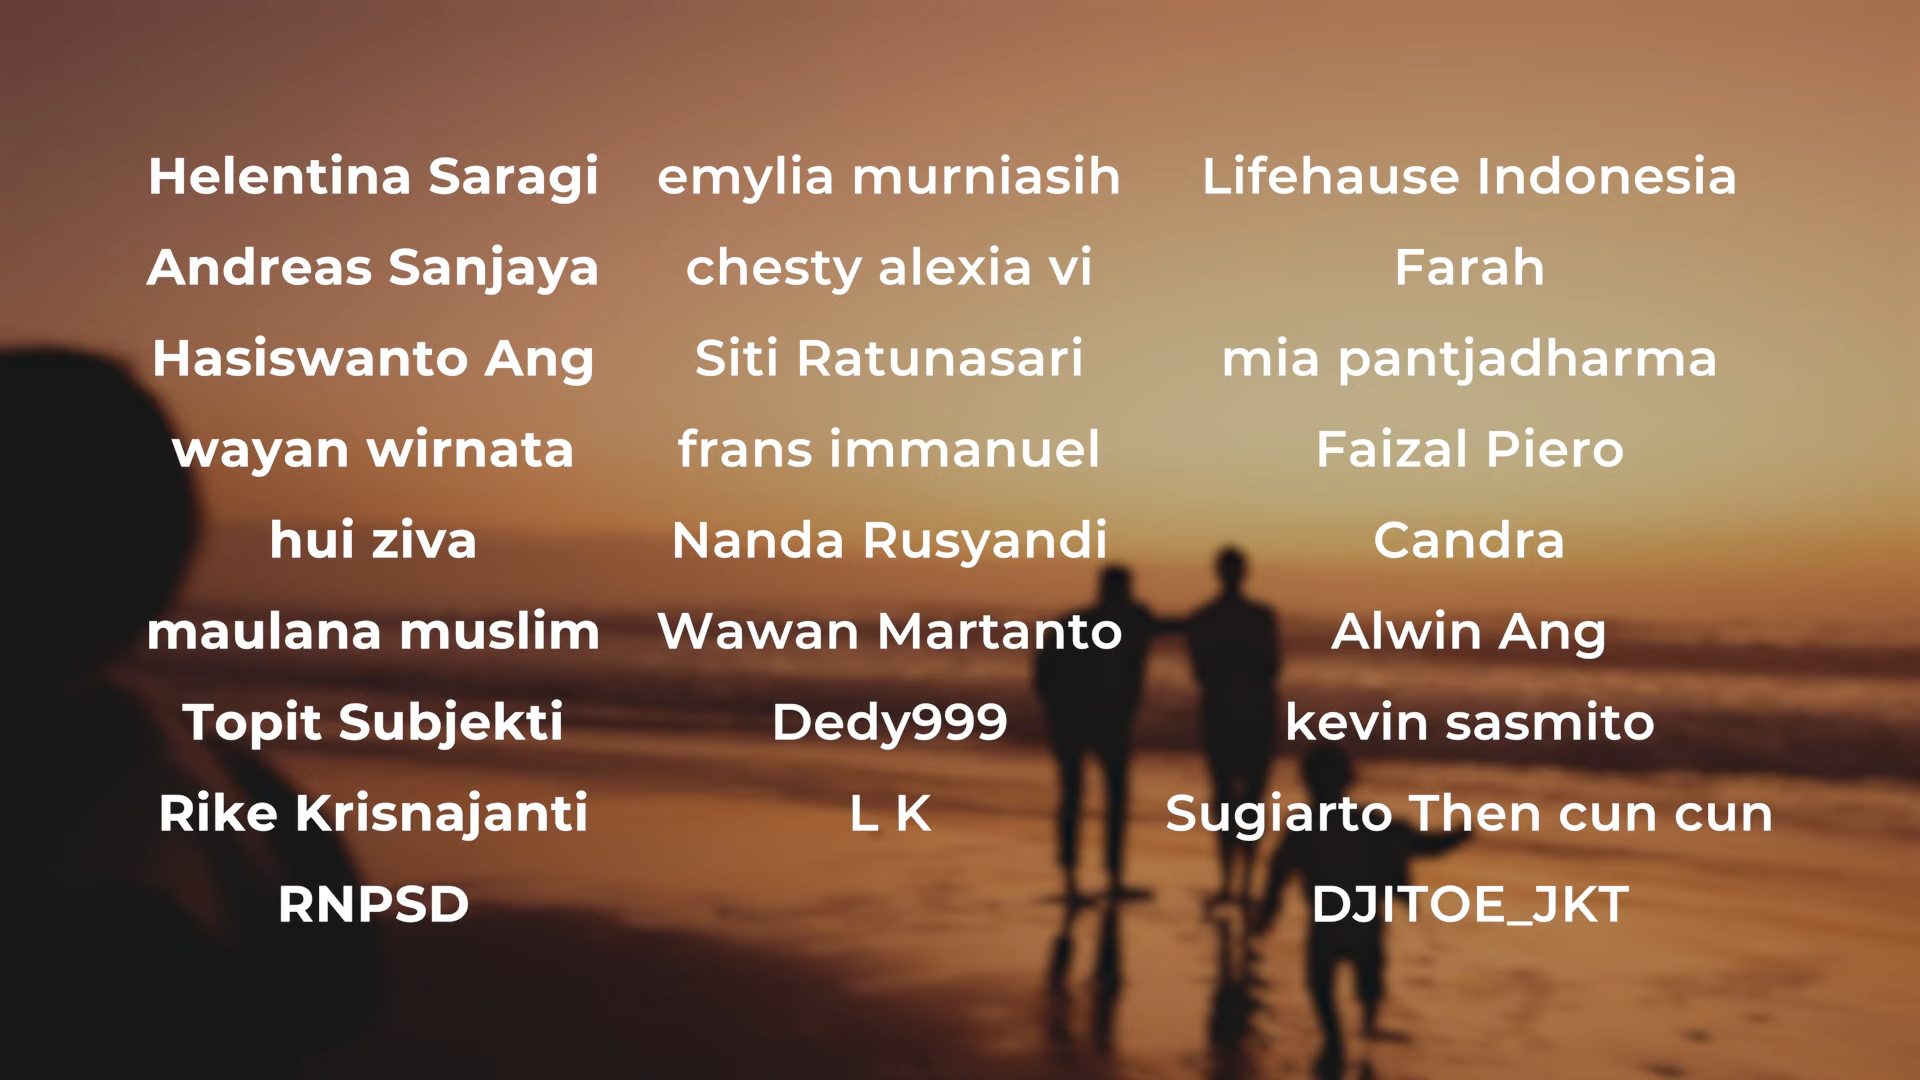 Helentina Saragi
Andreas Sanjaya
Hasiswanto Ang
wayan wirnata
hui ziva
maulana muslim
Topit Subjekti
Rike Krisnajanti
RNPSD
emylia murniasih
chesty alexia vi
Siti Ratunasari
frans immanuel
Nanda Rusyandi
Wawan Martanto
Dedy999
L K
Lifehause Indonesia
Farah
mia pantjadharma
Faizal Piero
Candra
Alwin Ang
kevin sasmito
Sugiarto Then cun cun
DJITOE_JKT